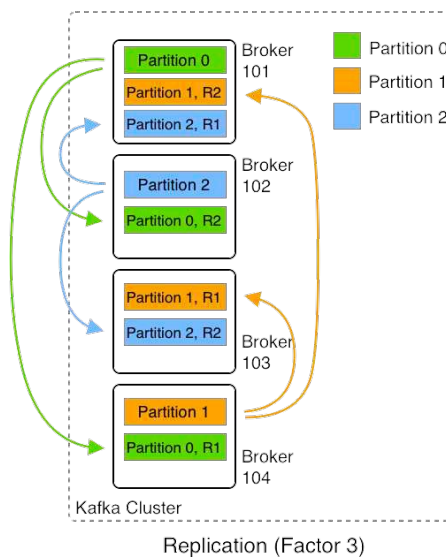 Partition 0
Partition 1, R2
Partition 2, R1
Broker
101
Partition 2
Partition 0, R2
Broker
102
Partition 1, R1
Partition 2, R2
Broker
103
Partition 1
Partition 0, R1
Broker
104
Kafka Cluster
Partition 0
Partition 1
Partition 2
Replication (Factor 3)